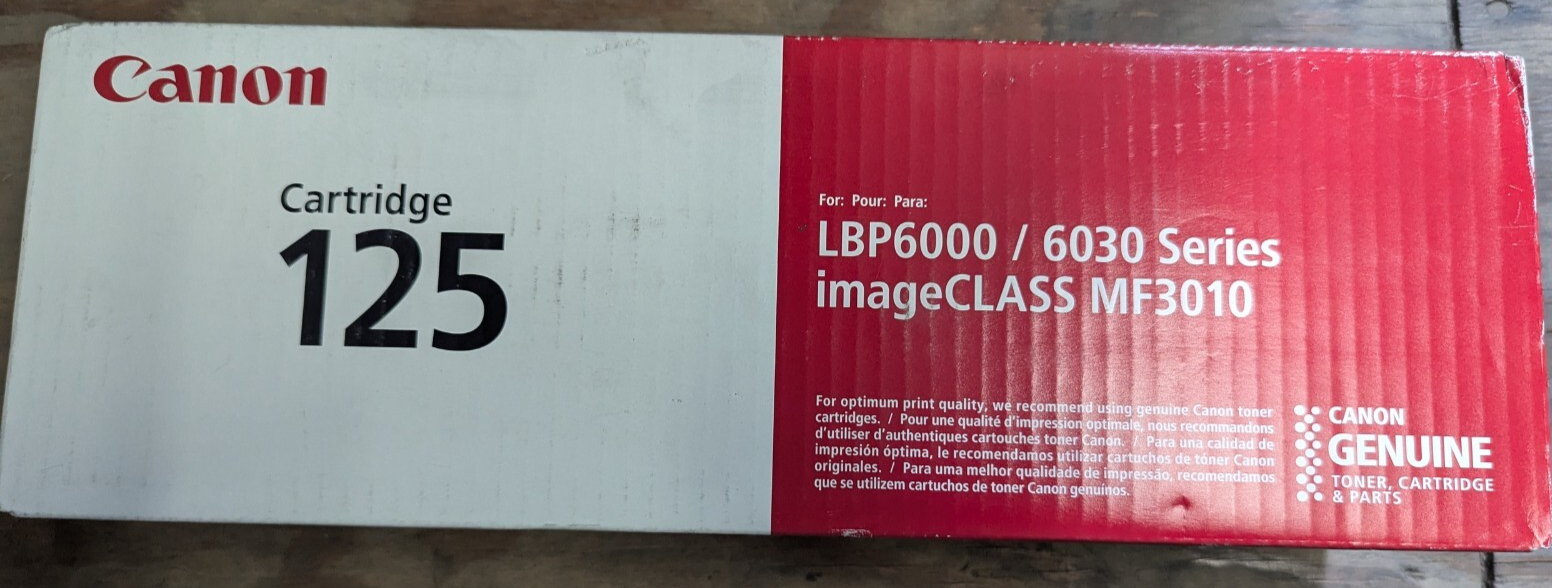 Canon
Cartridge
125
For: Pour: Para:
LBP6000 / 6030 Series
imageCLASS MF3010
For optimum print quality, we recommend using genuine Canon toner
cartridges. / Pour une qualité d'impression optimale, nous recommandons
d'utiliser d'authentiques cartouches toner Canon. / Para una calidad de
impresión óptima, le recomendamos utilizar cartuchos de tóner Canon
originales. / Para uma melhor qualidade de impressão, recomendamos
que se utilizem cartuchos de toner Canon genuínos.
CANON
GENUINE
TONER, CARTRIDGE
& PARTS